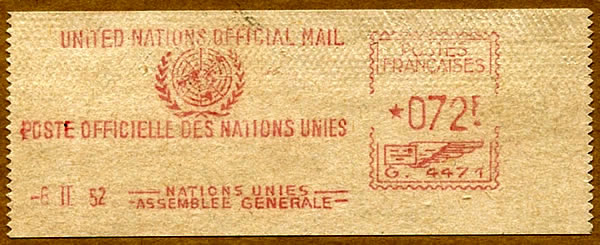 UNITED NATIONS OFFICIAL MAIL
POSTE OFFICIELLE DES NATIONS UNIES
-6 II 52
NATIONS UNIES
ASSEMBLEE GENERALE
POSTES
FRANÇAISES
*072F
G. 4471